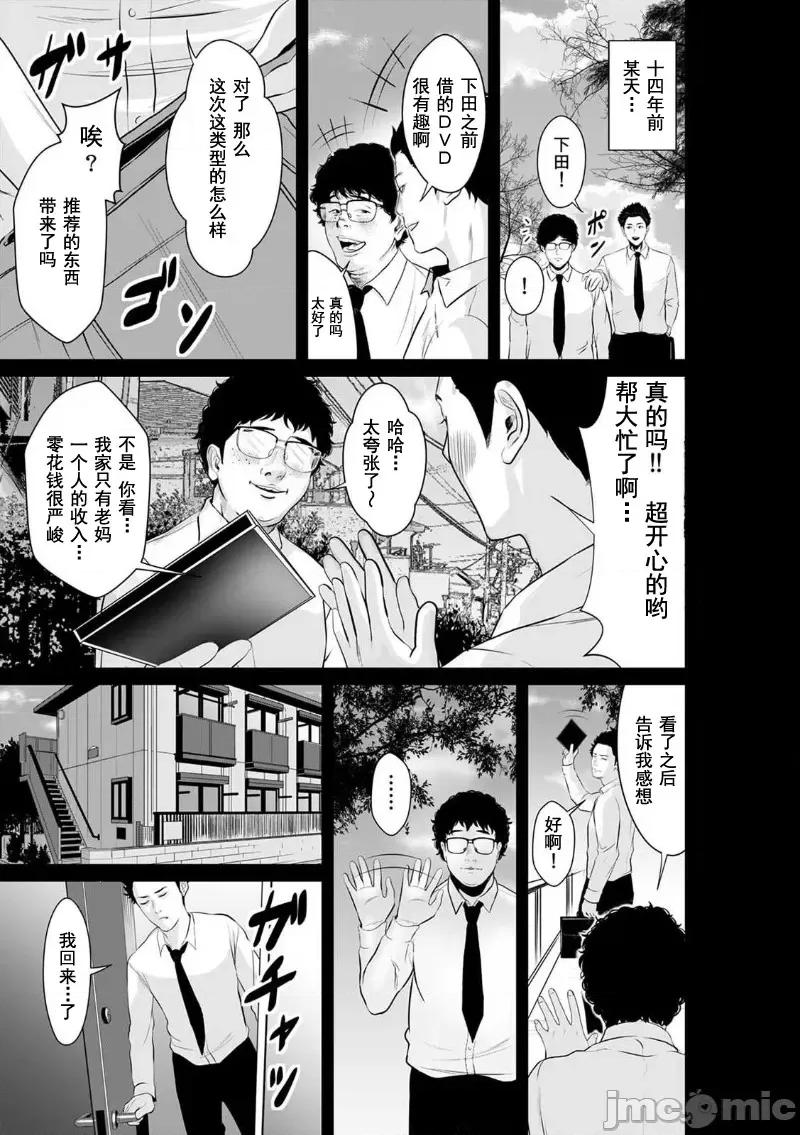 十四年前
某天…
下田！
ポン
！
下田之前
借的DVD
很有趣啊
真的吗
太好了
对了 那么
这次这类型的怎么样
唉？
推荐的东西
带来了吗
ゴソ
真的吗!!
帮大忙了啊…
超开心的哟
哈哈…
太夸张了~
不是 你看…
我家只有老妈
一个人的收入…
零花钱很严峻
看了之后
告诉我感想
好啊！
……
ガチャッ
我回来…了
jmcomic